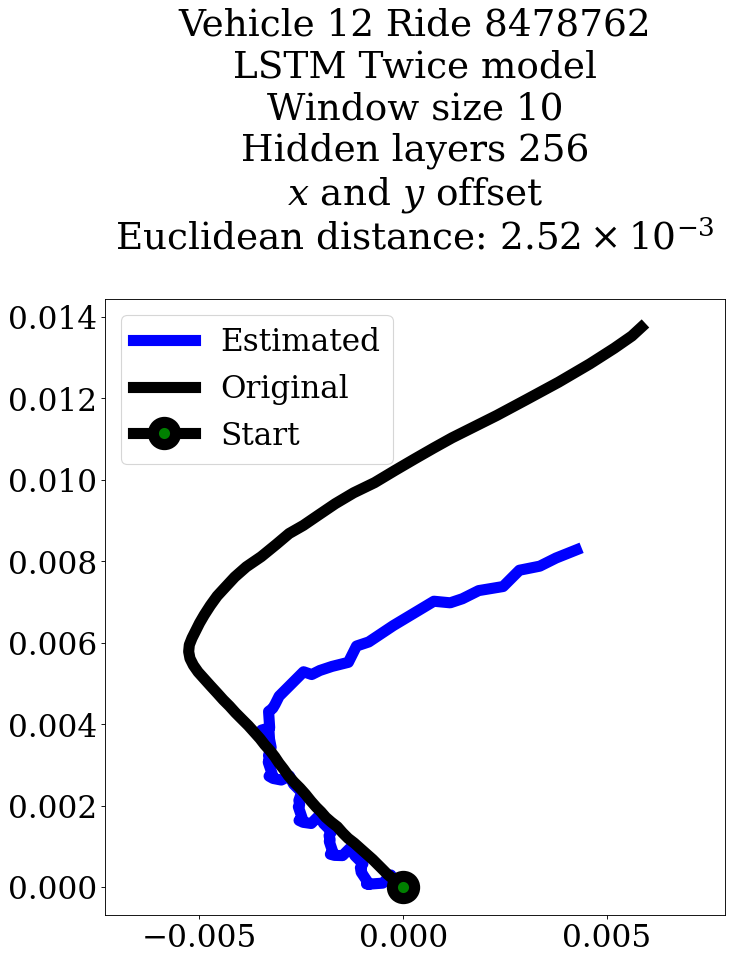 Vehicle 12 Ride 8478762
LSTM Twice model
Window size 10
Hidden layers 256
x and y offset
Euclidean distance: 2.52 × 10⁻³
Estimated
Original
Start
0.014
0.012
0.010
0.008
0.006
0.004
0.002
0.000
−0.005 0.000 0.005